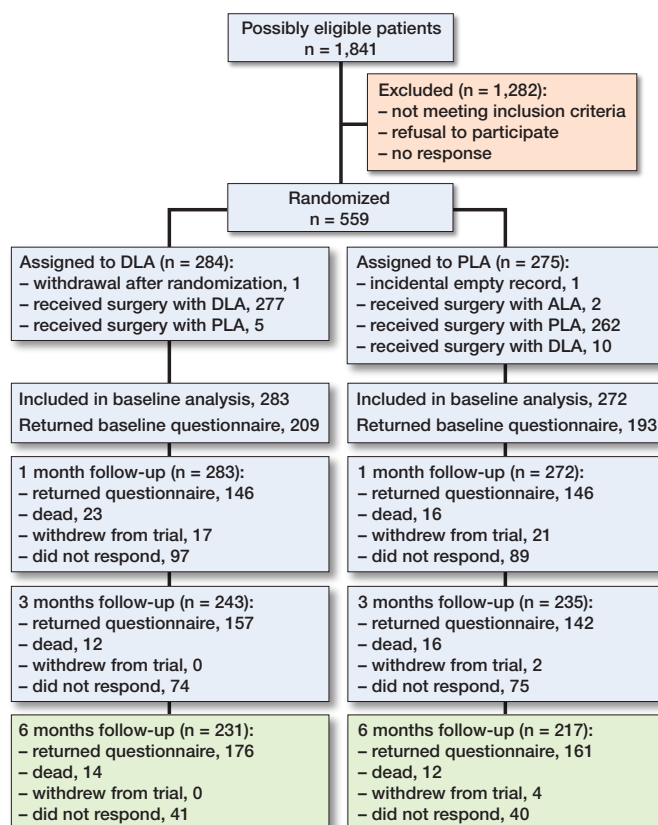 Possibly eligible patients
n = 1,841
Excluded (n = 1,282):
– not meeting inclusion criteria
– refusal to participate
– no response
Randomized
n = 559
Assigned to DLA (n = 284):
– withdrawal after randomization, 1
– received surgery with DLA, 277
– received surgery with PLA, 5
Assigned to PLA (n = 275):
– incidental empty record, 1
– received surgery with ALA, 2
– received surgery with PLA, 262
– received surgery with DLA, 10
Included in baseline analysis, 283
Returned baseline questionnaire, 209
Included in baseline analysis, 272
Returned baseline questionnaire, 193
1 month follow-up (n = 283):
– returned questionnaire, 146
– dead, 23
– withdrew from trial, 17
– did not respond, 97
1 month follow-up (n = 272):
– returned questionnaire, 146
– dead, 16
– withdrew from trial, 21
– did not respond, 89
3 months follow-up (n = 243):
– returned questionnaire, 157
– dead, 12
– withdrew from trial, 0
– did not respond, 74
3 months follow-up (n = 235):
– returned questionnaire, 142
– dead, 16
– withdrew from trial, 2
– did not respond, 75
6 months follow-up (n = 231):
– returned questionnaire, 176
– dead, 14
– withdrew from trial, 0
– did not respond, 41
6 months follow-up (n = 217):
– returned questionnaire, 161
– dead, 12
– withdrew from trial, 4
– did not respond, 40